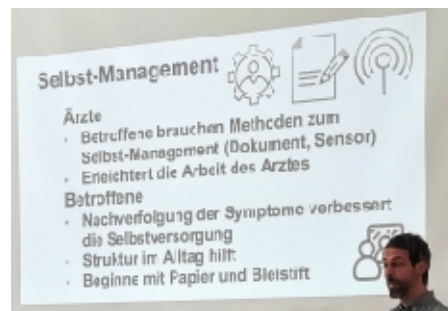 Selbst-Management
Ärzte
· Betroffene brauchen Methoden zum
Selbst-Management (Dokument, Sensor)
· Erleichtert die Arbeit des Arztes
Betroffene
· Nachverfolgung der Symptome verbessert
die Selbstversorgung
· Struktur im Alltag hilft
· Beginne mit Papier und Bleistift